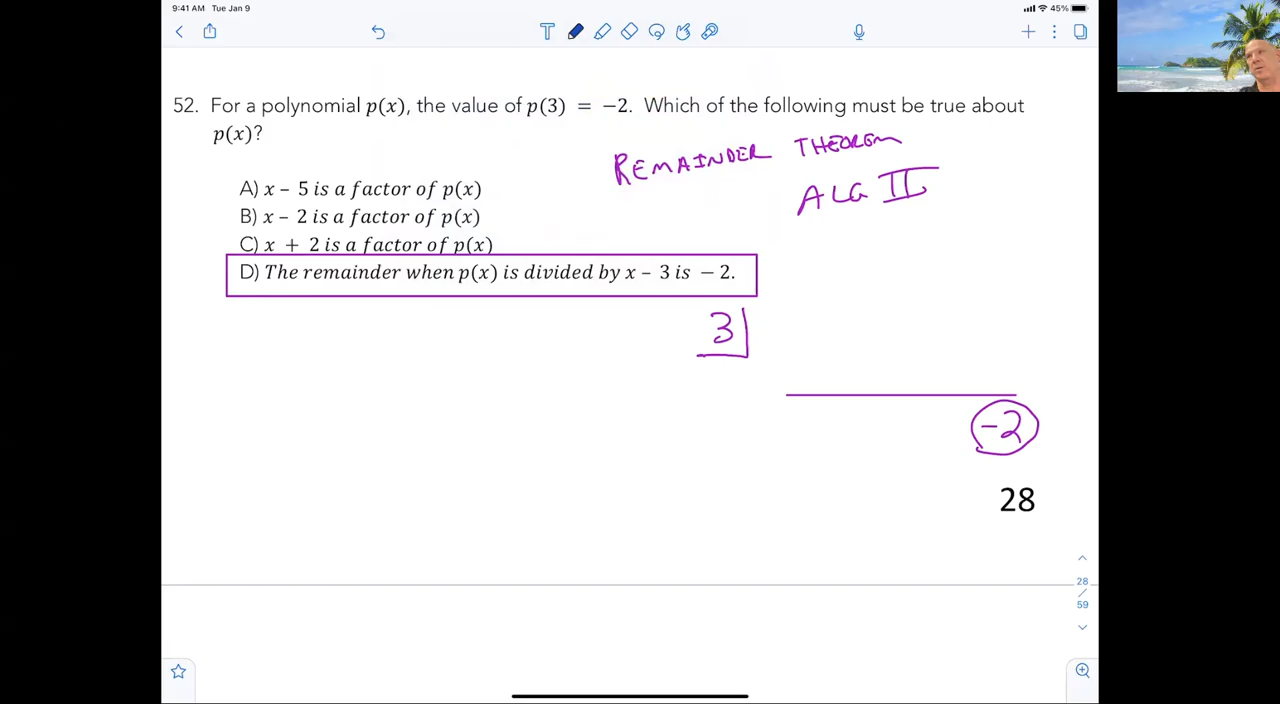 9:41 AM Tue Jan 9
45%
52. For a polynomial p(x), the value of p(3) = −2. Which of the following must be true about
p(x)?
REMAINDER THEOREM
ALG II
A) x – 5 is a factor of p(x)
B) x – 2 is a factor of p(x)
C) x + 2 is a factor of p(x)
D) The remainder when p(x) is divided by x – 3 is – 2.
3
-2
28
28
/
59